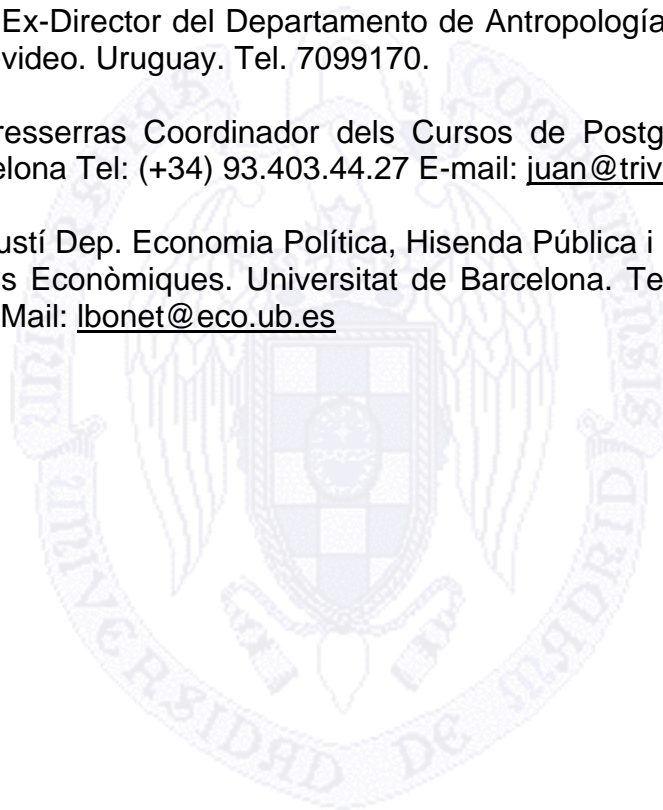 Ex-Director del Departamento de Antropología
video. Uruguay. Tel. 7099170.
resserras Coordinador dels Cursos de Postg
elona Tel: (+34) 93.403.44.27 E-mail: juan@triv
ustí Dep. Economia Política, Hisenda Pública i
s Econòmiques. Universitat de Barcelona. Te
Mail: lbonet@eco.ub.es